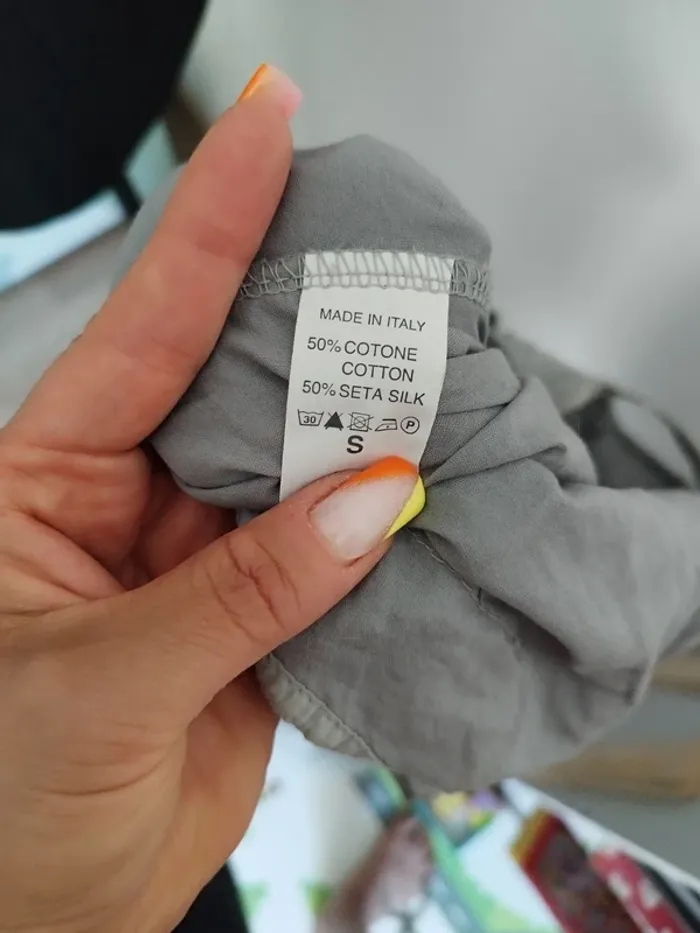 MADE IN ITALY
50% COTONE
COTTON
50% SETA SILK
30 P
S